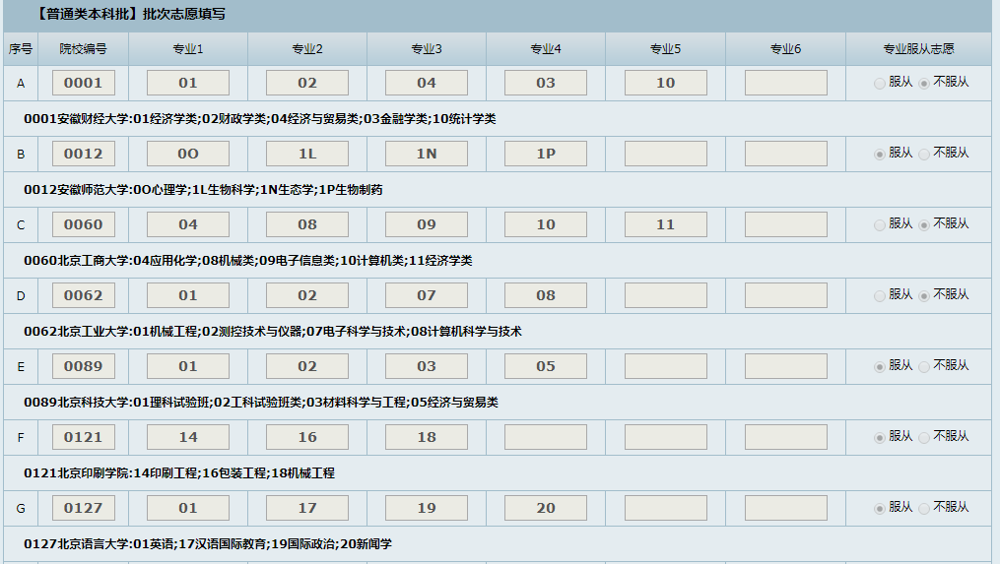 【普通类本科批】批次志愿填写
序号 院校编号 专业1 专业2 专业3 专业4 专业5 专业6 专业服从志愿
A 0001 01 02 04 03 10 服从 不服从
0001安徽财经大学:01经济学类;02财政学类;04经济与贸易类;03金融学类;10统计学类
B 0012 0O 1L 1N 1P 服从 不服从
0012安徽师范大学:0O心理学;1L生物科学;1N生态学;1P生物制药
C 0060 04 08 09 10 11 服从 不服从
0060北京工商大学:04应用化学;08机械类;09电子信息类;10计算机类;11经济学类
D 0062 01 02 07 08 服从 不服从
0062北京工业大学:01机械工程;02测控技术与仪器;07电子科学与技术;08计算机科学与技术
E 0089 01 02 03 05 服从 不服从
0089北京科技大学:01理科试验班;02工科试验班类;03材料科学与工程;05经济与贸易类
F 0121 14 16 18 服从 不服从
0121北京印刷学院:14印刷工程;16包装工程;18机械工程
G 0127 01 17 19 20 服从 不服从
0127北京语言大学:01英语;17汉语国际教育;19国际政治;20新闻学